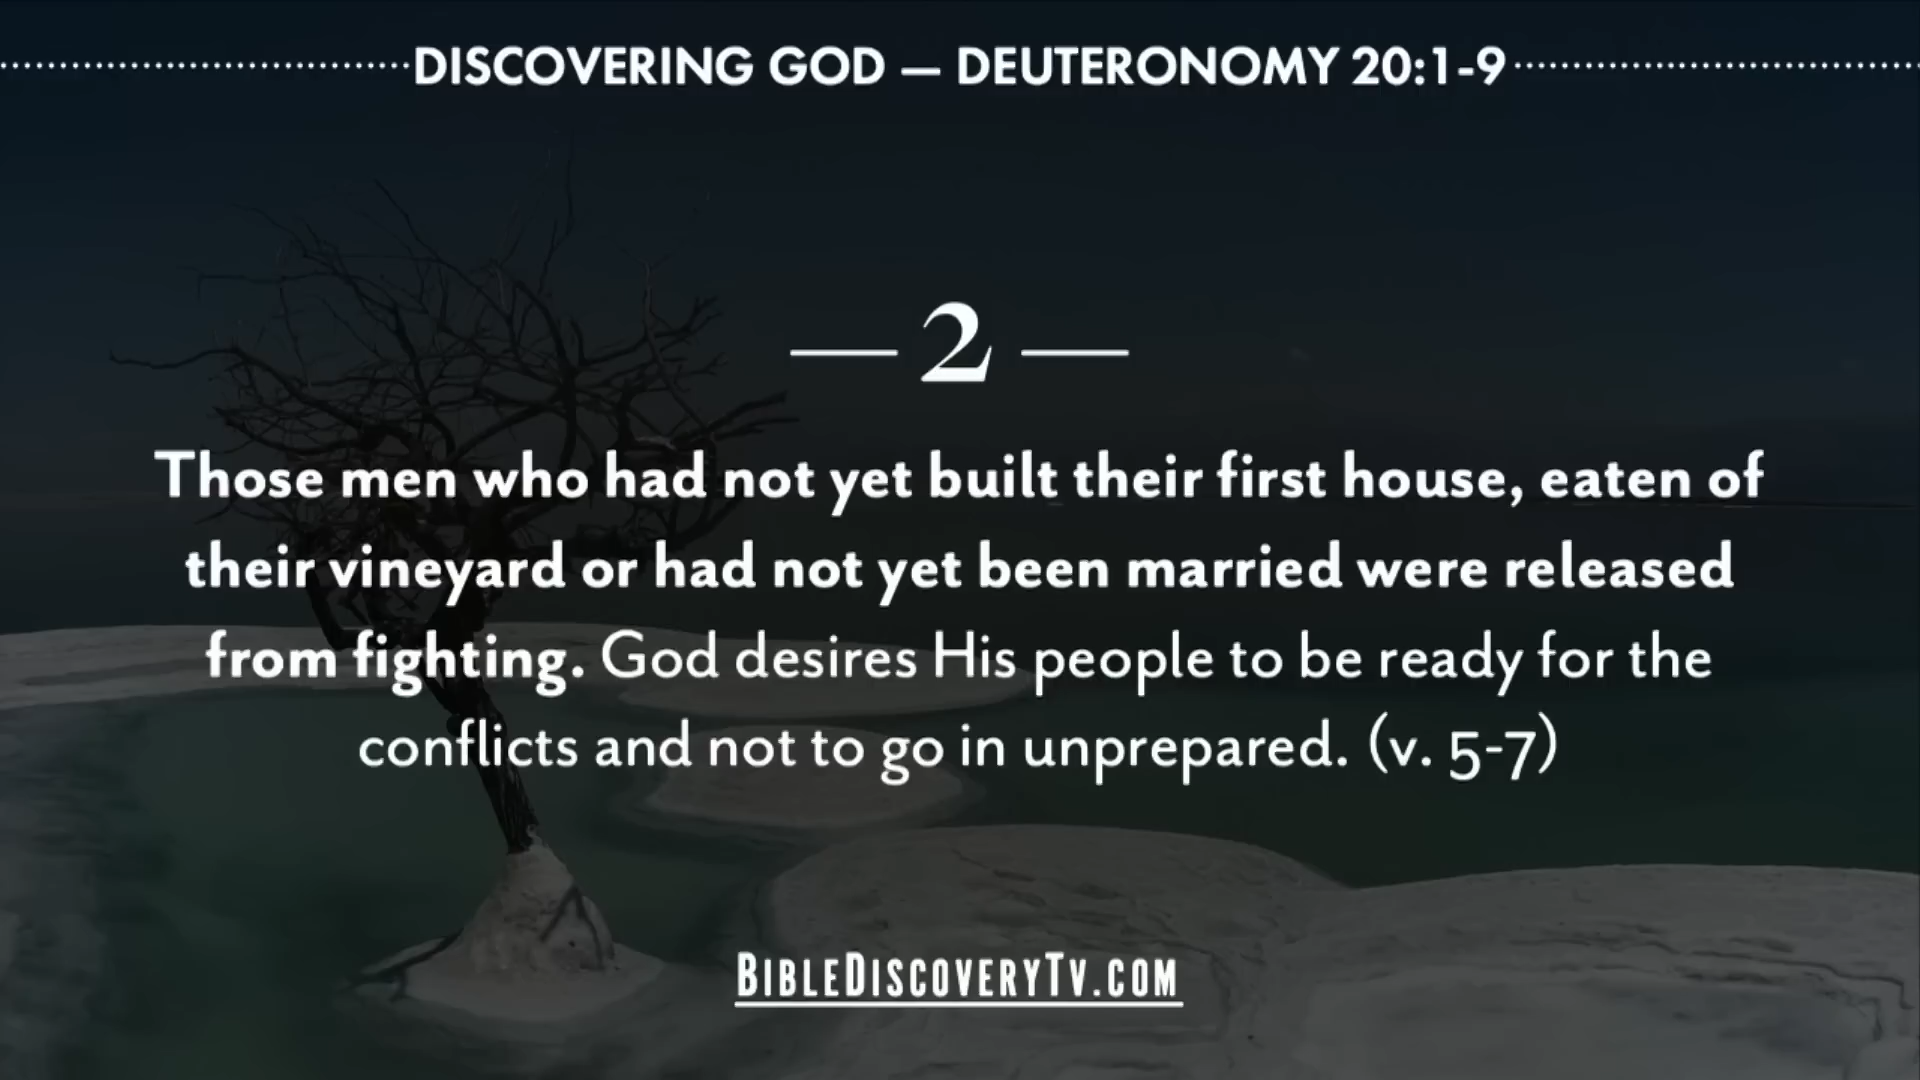 DISCOVERING GOD — DEUTERONOMY 20:1-9
— 2 —
Those men who had not yet built their first house, eaten of
their vineyard or had not yet been married were released
from fighting. God desires His people to be ready for the
conflicts and not to go in unprepared. (v. 5-7)
BIBLEDISCOVERYTV.COM